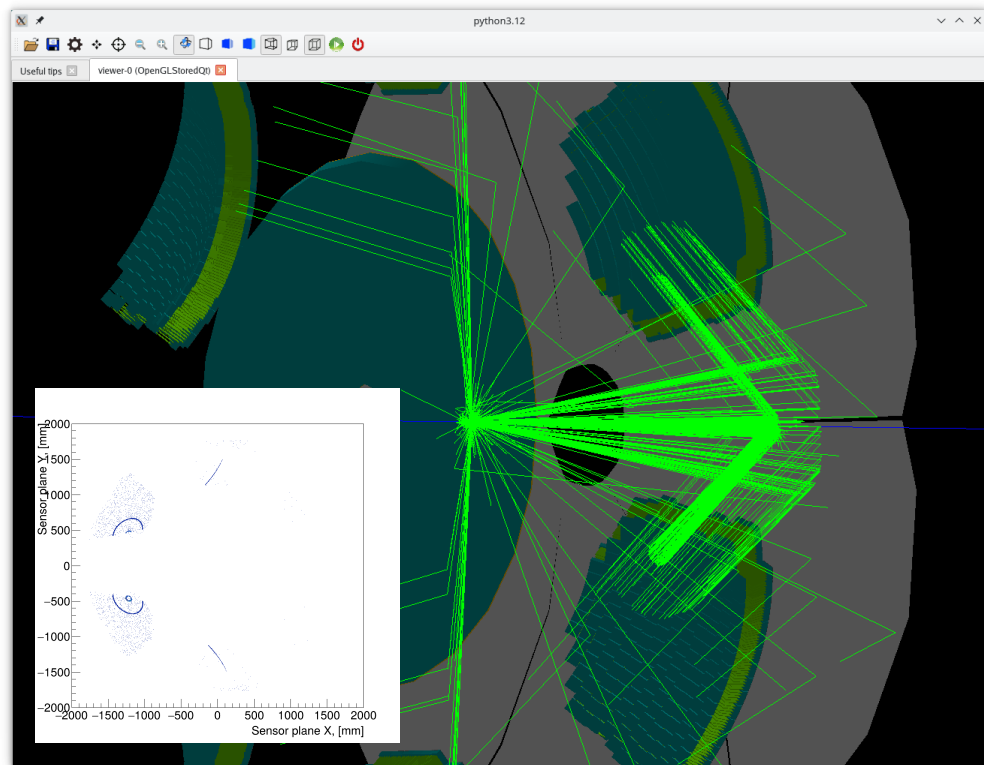 python3.12
Useful tips
viewer-0 (OpenGLStoredQt)
Sensor plane Y, [mm]
2000
1500
1000
500
0
−500
−1000
−1500
−2000
−2000 −1500 −1000 −500 0 500 1000 1500 2000
Sensor plane X, [mm]